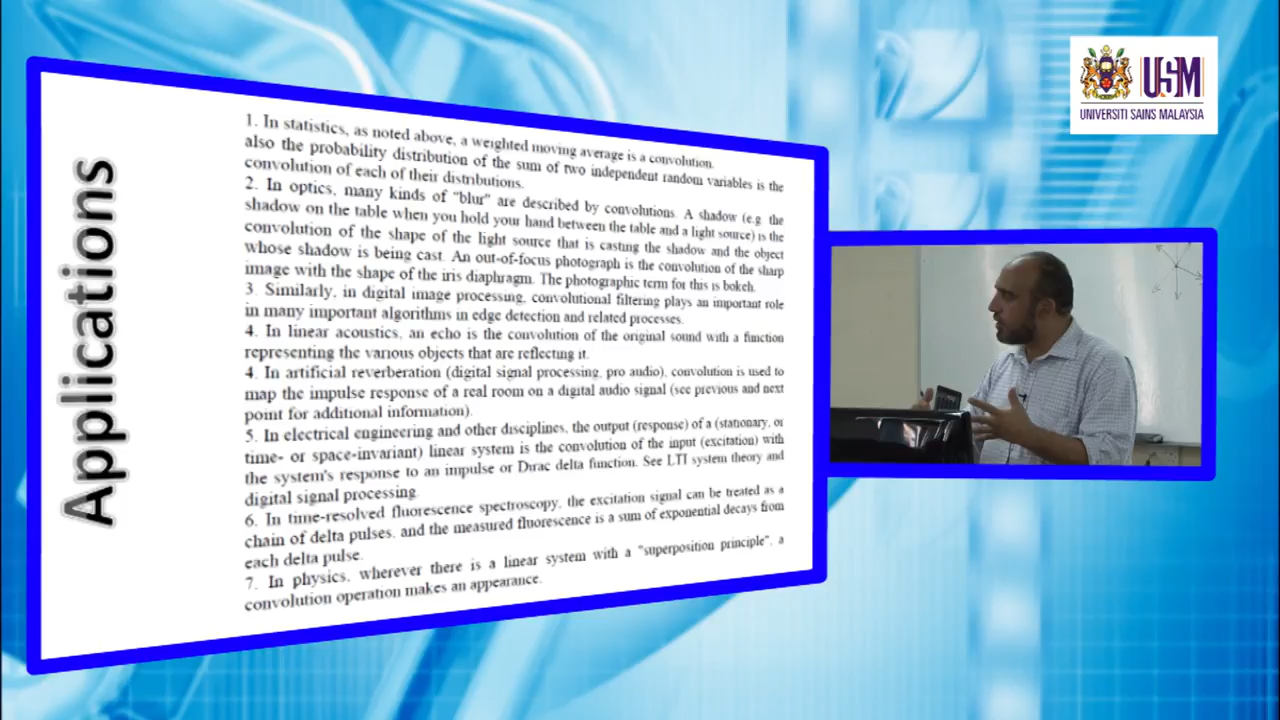 Applications
1. In statistics, as noted above, a weighted moving average is a convolution.
also the probability distribution of the sum of two independent random variables is the
convolution of each of their distributions.
2. In optics, many kinds of "blur" are described by convolutions. A shadow (e.g. the
shadow on the table when you hold your hand between the table and a light source) is the
convolution of the shape of the light source that is casting the shadow and the object
whose shadow is being cast. An out-of-focus photograph is the convolution of the sharp
image with the shape of the iris diaphragm. The photographic term for this is bokeh.
3. Similarly, in digital image processing, convolutional filtering plays an important role
in many important algorithms in edge detection and related processes.
4. In linear acoustics, an echo is the convolution of the original sound with a function
representing the various objects that are reflecting it.
4. In artificial reverberation (digital signal processing, pro audio), convolution is used to
map the impulse response of a real room on a digital audio signal (see previous and next
point for additional information).
5. In electrical engineering and other disciplines, the output (response) of a (stationary, or
time- or space-invariant) linear system is the convolution of the input (excitation) with
the system's response to an impulse or Dirac delta function. See LTI system theory and
digital signal processing.
6. In time-resolved fluorescence spectroscopy, the excitation signal can be treated as a
chain of delta pulses, and the measured fluorescence is a sum of exponential decays from
each delta pulse.
7. In physics, wherever there is a linear system with a "superposition principle", a
convolution operation makes an appearance.
USM
UNIVERSITI SAINS MALAYSIA